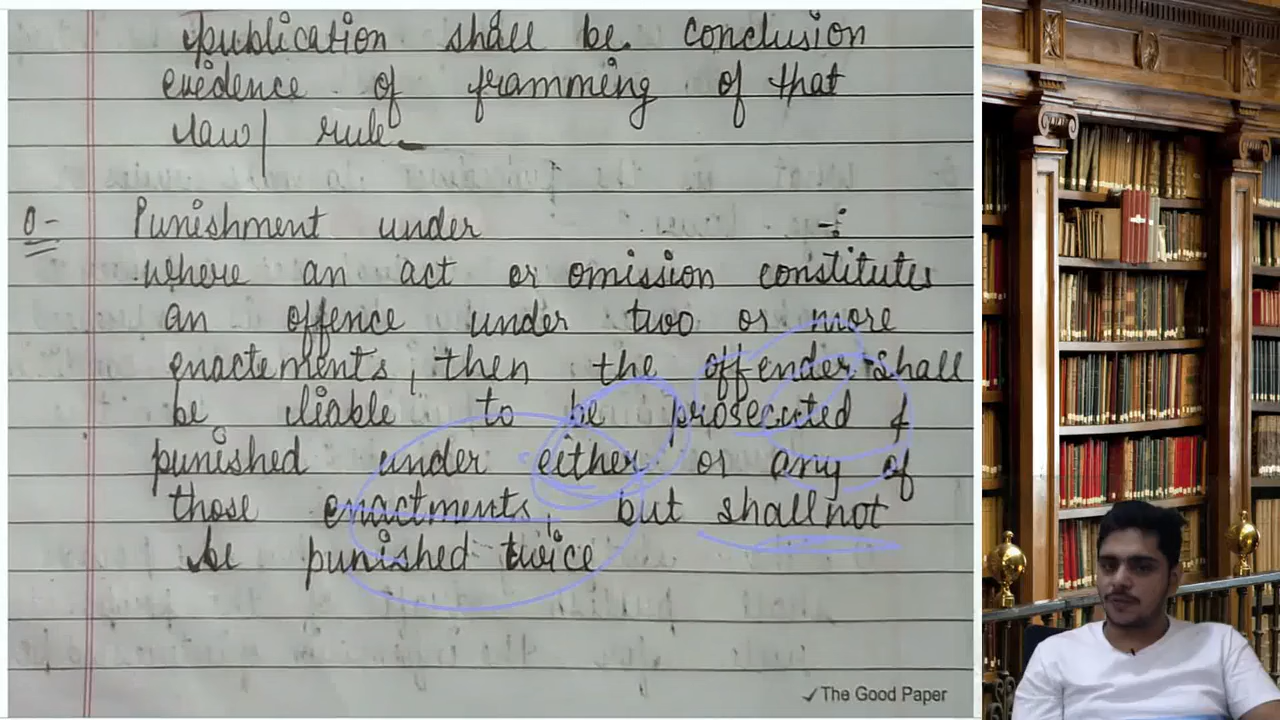 publication shall be conclusion
evidence of framming of that
law/ rule
Q- Punishment under -:
where an act or omission constitutes
an offence under two or more
enactements, then the offender shall
be liable to be prosecuted &
punished under either or any of
those enactments, but shall not
be punished twice
✓The Good Paper